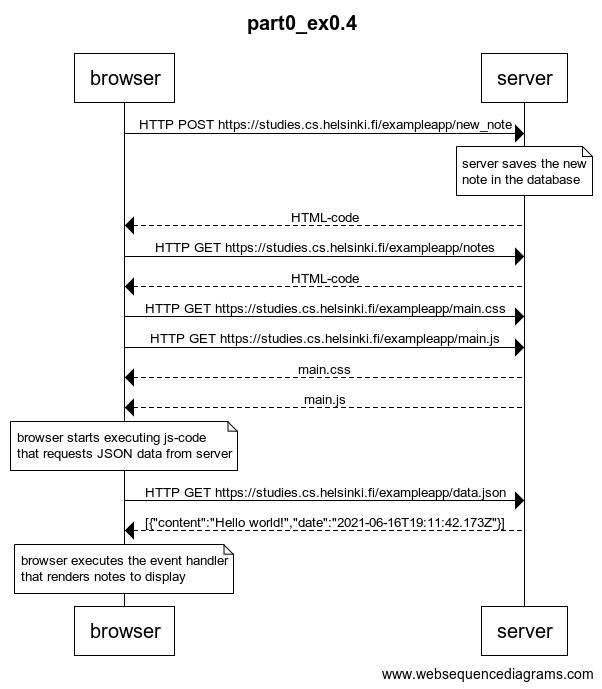 part0_ex0.4
browser
server
HTTP POST https://studies.cs.helsinki.fi/exampleapp/new_note
server saves the new
note in the database
HTML-code
HTTP GET https://studies.cs.helsinki.fi/exampleapp/notes
HTML-code
HTTP GET https://studies.cs.helsinki.fi/exampleapp/main.css
HTTP GET https://studies.cs.helsinki.fi/exampleapp/main.js
main.css
main.js
browser starts executing js-code
that requests JSON data from server
HTTP GET https://studies.cs.helsinki.fi/exampleapp/data.json
[{"content":"Hello world!","date":"2021-06-16T19:11:42.173Z"}]
browser executes the event handler
that renders notes to display
browser
server
www.websequencediagrams.com